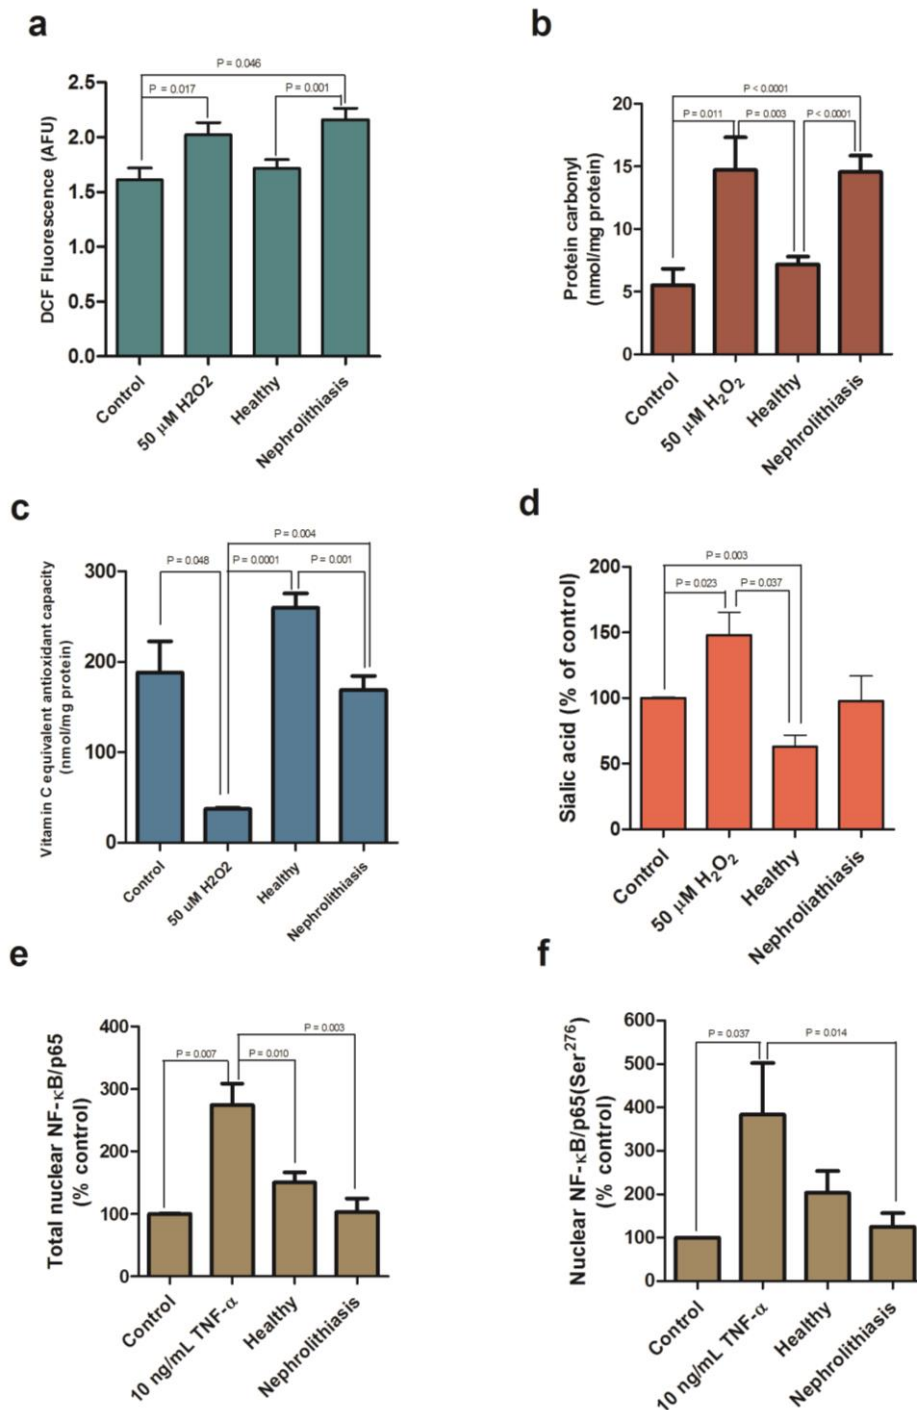 a
P = 0.046
P = 0.017
P = 0.001
DCF Fluorescence (AFU)
2.5
2.0
1.5
1.0
0.5
0.0
Control
50 μM H2O2
Healthy
Nephrolithiasis
b
P < 0.0001
P = 0.011
P = 0.003
P < 0.0001
Protein carbonyl
(nmol/mg protein)
20
15
10
5
0
Control
50 μM H₂O₂
Healthy
Nephrolithiasis
c
P = 0.004
P = 0.048
P = 0.0001
P = 0.001
Vitamin C equivalent antioxidant capacity
(nmol/mg protein)
300
200
100
0
Control
50 uM H2O2
Healthy
Nephrolithiasis
d
P = 0.003
P = 0.023
P = 0.037
Sialic acid (% of control)
200
150
100
50
0
Control
50 μM H₂O₂
Healthy
Nephroliathiasis
e
P = 0.003
P = 0.007
P = 0.010
Total nuclear NF-κB/p65
(% control)
400
300
200
100
0
Control
10 ng/mL TNF-α
Healthy
Nephrolithiasis
f
P = 0.037
P = 0.014
Nuclear NF-κB/p65(Ser²⁷⁶)
(% control)
600
500
400
300
200
100
0
Control
10 ng/mL TNF-α
Healthy
Nephrolithiasis